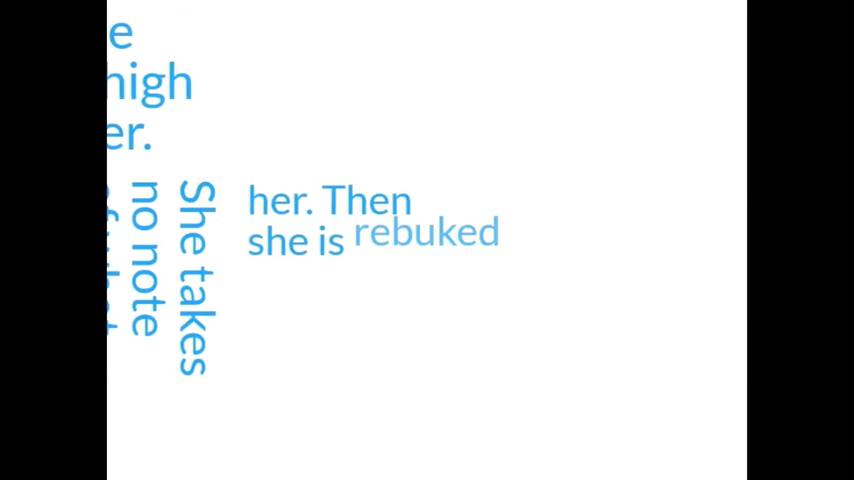 e
high
er.
She takes
no note
her. Then
she is rebuked